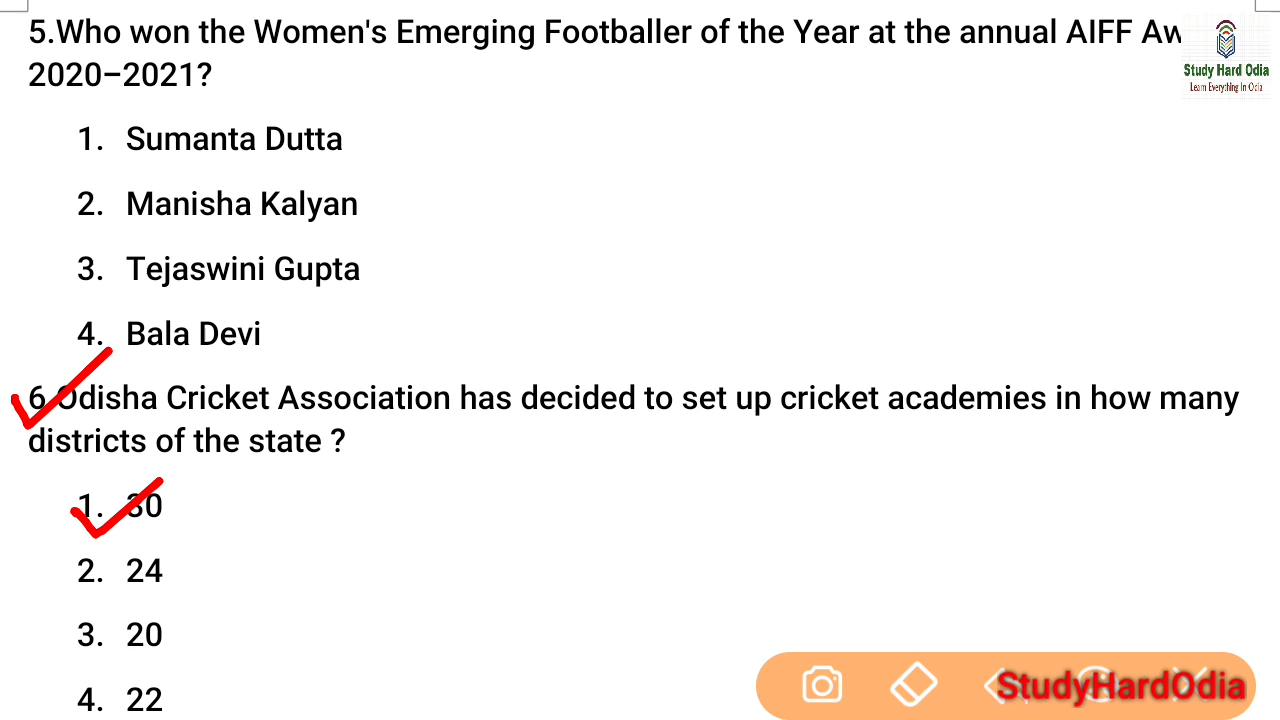 5.Who won the Women's Emerging Footballer of the Year at the annual AIFF Aw
2020–2021?
Study Hard Odia
Learn Everything In Odia
1. Sumanta Dutta
2. Manisha Kalyan
3. Tejaswini Gupta
4. Bala Devi
6.Odisha Cricket Association has decided to set up cricket academies in how many
districts of the state ?
1. 30
2. 24
3. 20
4. 22
StudyHardOdia